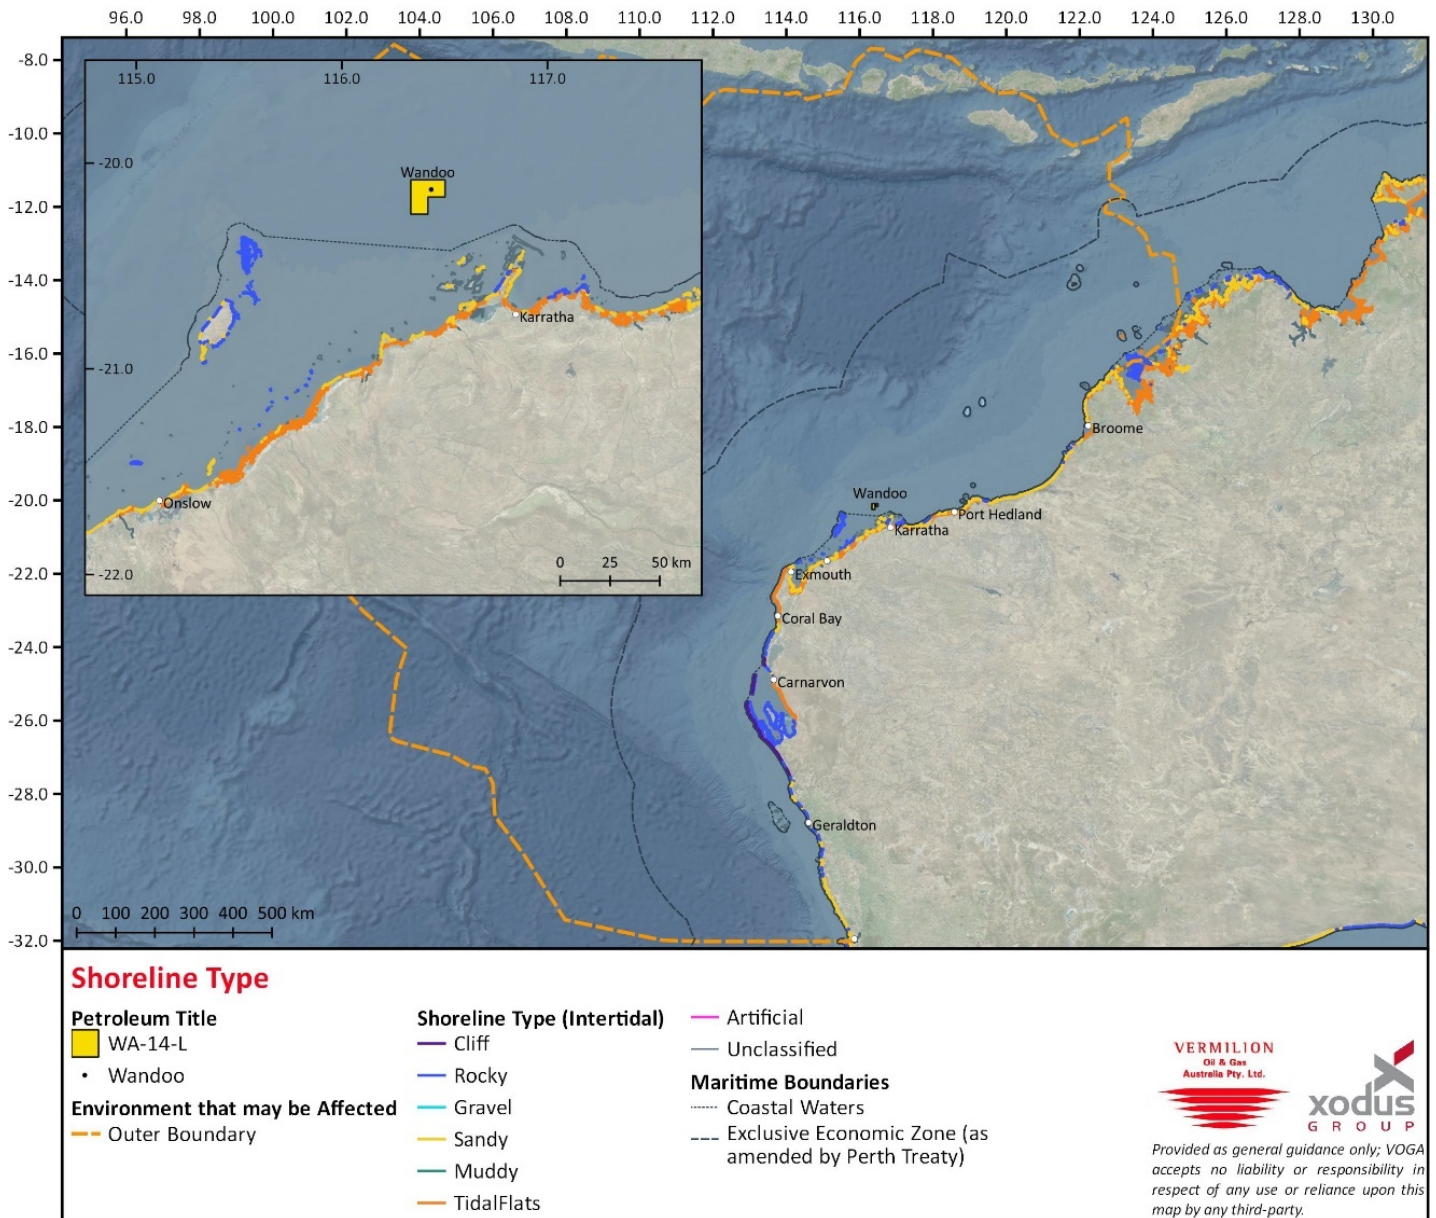 96.0 98.0 100.0 102.0 104.0 106.0 108.0 110.0 112.0 114.0 116.0 118.0 120.0 122.0 124.0 126.0 128.0 130.0
-8.0
115.0 116.0 117.0
-10.0
-20.0
Wandoo
-12.0
-14.0
Karratha
-16.0
-21.0
-18.0
Broome
Onslow
-20.0
Wandoo
Port Hedland
Karratha
0 25 50 km
-22.0
-22.0
Exmouth
Coral Bay
-24.0
Carnarvon
-26.0
-28.0
Geraldton
-30.0
0 100 200 300 400 500 km
-32.0
Shoreline Type
Petroleum Title
WA-14-L
Wandoo
Environment that may be Affected
Outer Boundary
Shoreline Type (Intertidal)
Cliff
Rocky
Gravel
Sandy
Muddy
TidalFlats
Artificial
Unclassified
Maritime Boundaries
Coastal Waters
Exclusive Economic Zone (as
amended by Perth Treaty)
VERMILION
Oil & Gas
Australia Pty. Ltd.
xodus
GROUP
Provided as general guidance only; VOGA
accepts no liability or responsibility in
respect of any use or reliance upon this
map by any third-party.